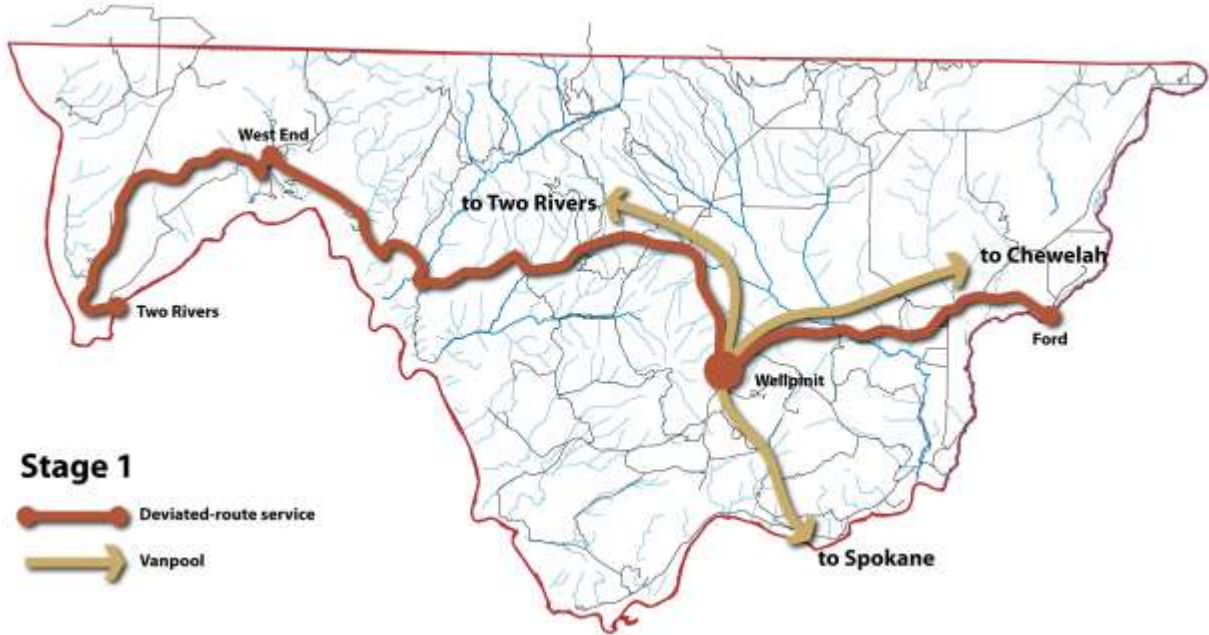 West End
to Two Rivers
to Chewelah
Two Rivers
Ford
Wellpinit
Stage 1
Deviated-route service
Vanpool
to Spokane